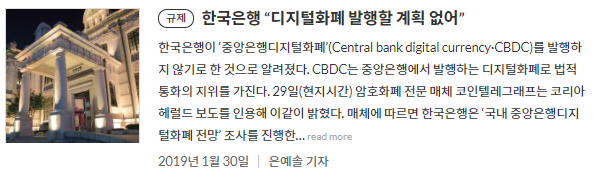 규제 한국은행 “디지털화폐 발행할 계획 없어”
한국은행이 ‘중앙은행디지털화폐’(Central bank digital currency·CBDC)를 발행하
지 않기로 한 것으로 알려졌다. CBDC는 중앙은행에서 발행하는 디지털화폐로 법적
통화의 지위를 가진다. 29일(현지시간) 암호화폐 전문 매체 코인텔레그래프는 코리아
헤럴드 보도를 인용해 이같이 밝혔다. 매체에 따르면 한국은행은 ‘국내 중앙은행디지
털화폐 전망’ 조사를 진행한... read more
2019년 1월 30일 | 은예솔 기자